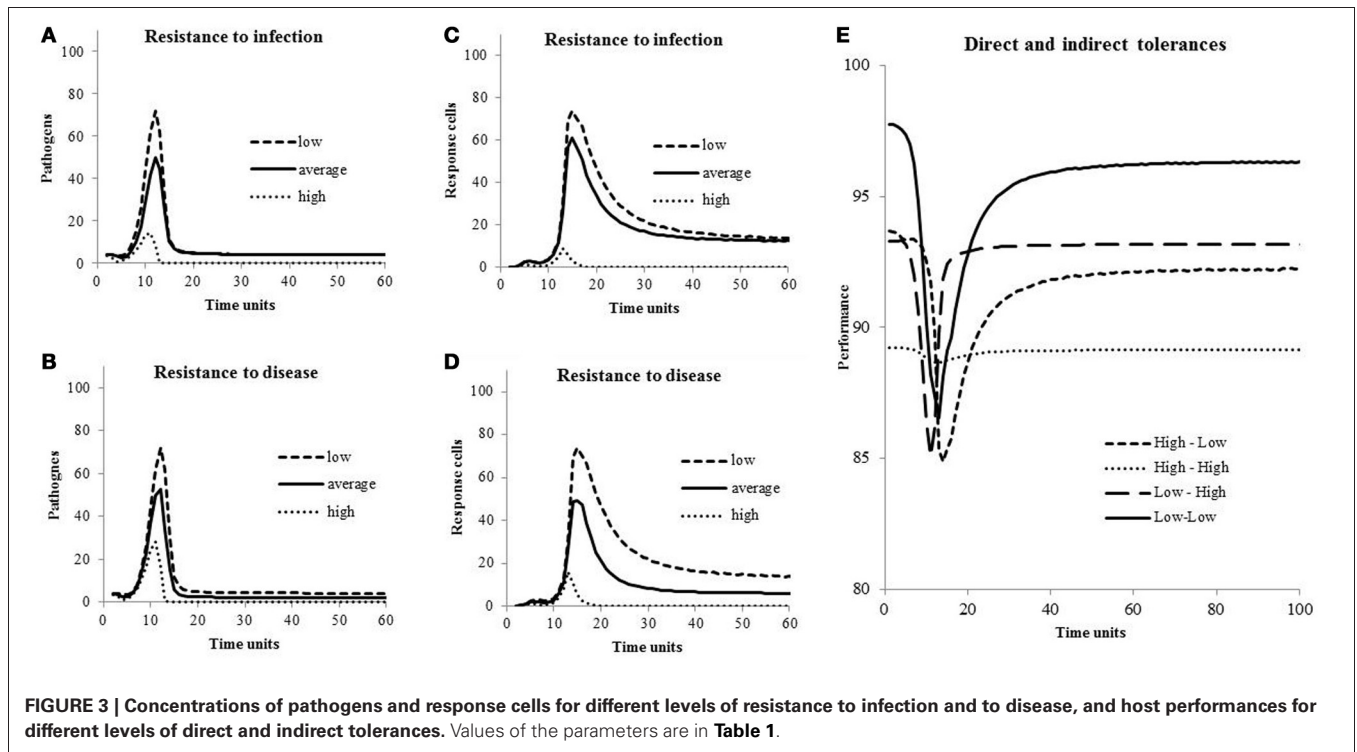 A
Resistance to infection
100
80
60
40
20
0
Pathogens
low
average
high
0 10 20 30 40 50 60
Time units
B
Resistance to disease
100
80
60
40
20
0
Pathognes
low
average
high
0 10 20 30 40 50 60
Time units
C
Resistance to infection
100
80
60
40
20
0
Response cells
low
average
high
0 10 20 30 40 50 60
Time units
D
Resistance to disease
100
80
60
40
20
0
Response cells
low
average
high
0 10 20 30 40 50 60
Time units
E
Direct and indirect tolerances
100
95
90
85
80
Performance
High - Low
High - High
Low - High
Low-Low
0 20 40 60 80 100
Time units
FIGURE 3 | Concentrations of pathogens and response cells for different levels of resistance to infection and to disease, and host performances for
different levels of direct and indirect tolerances. Values of the parameters are in Table 1.